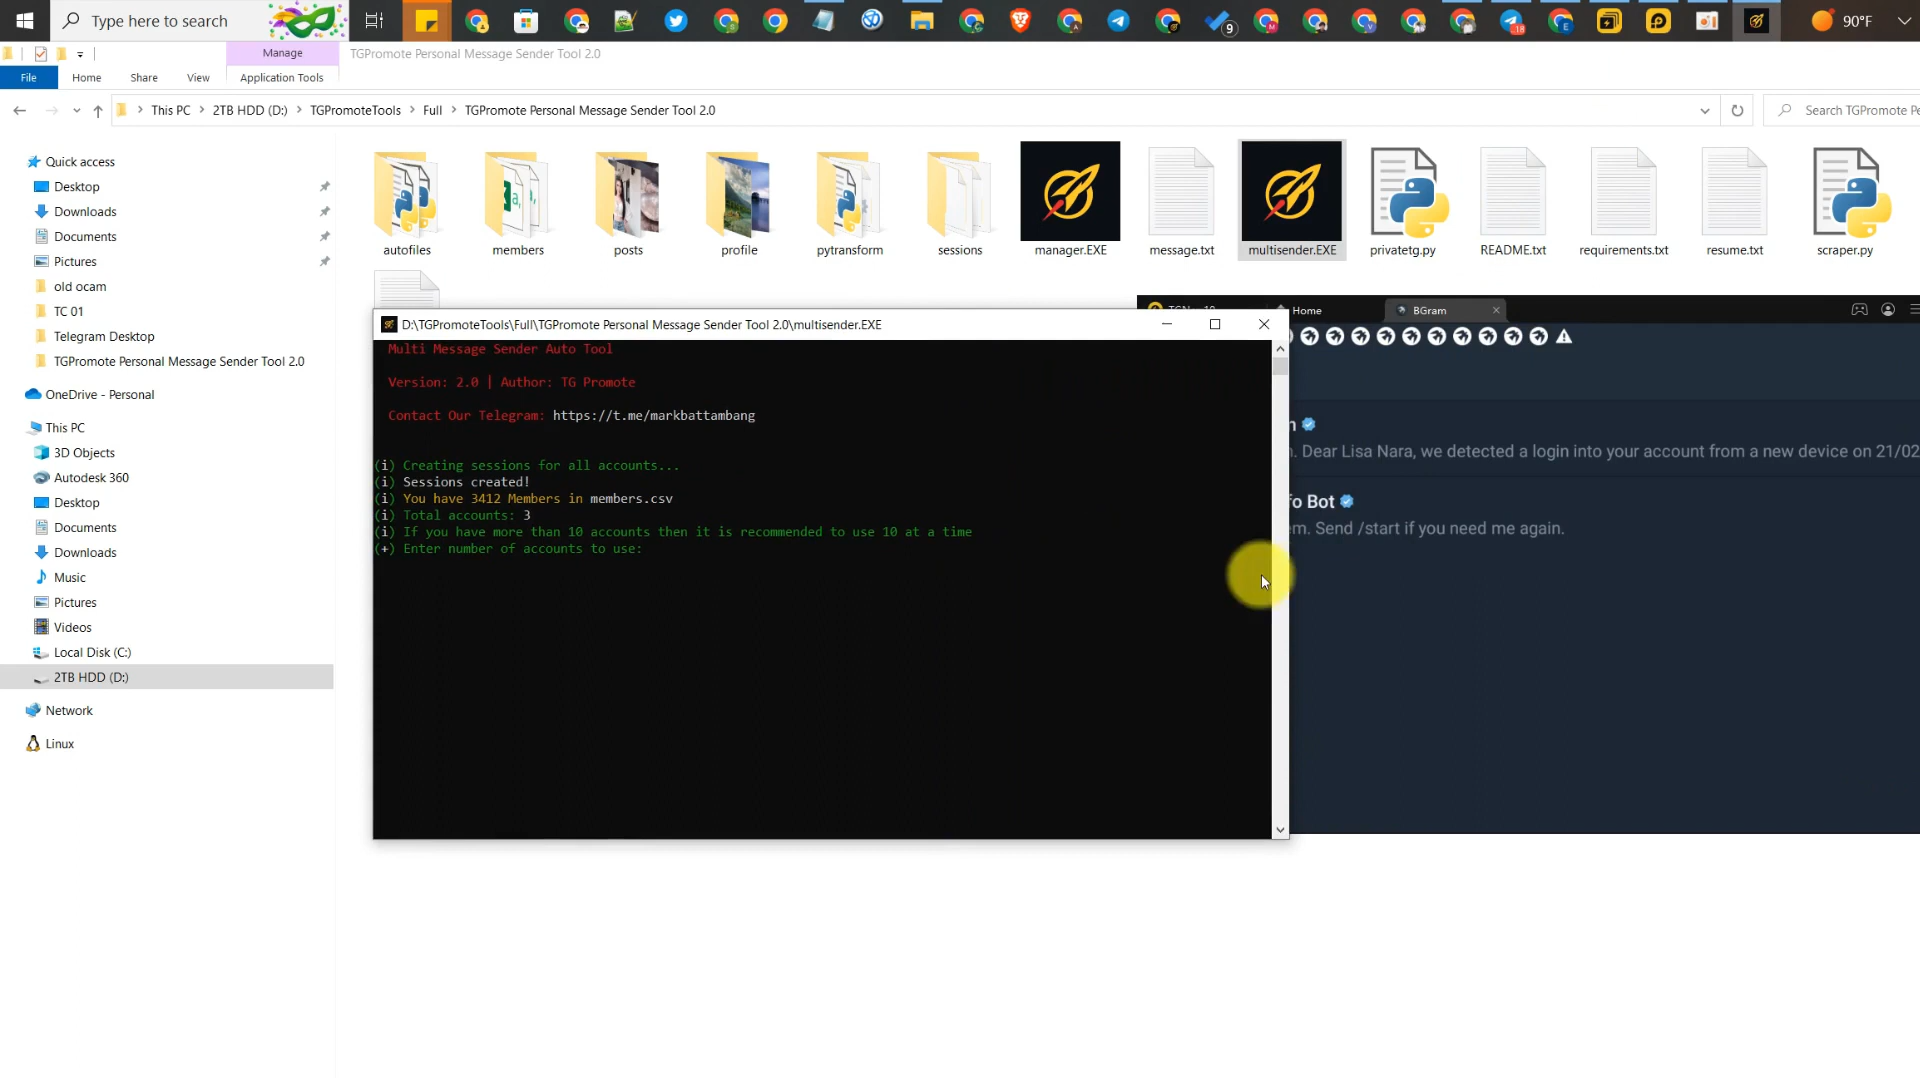 Type here to search
9
18
90°F
Manage
TGPromote Personal Message Sender Tool 2.0
File
Home
Share
View
Application Tools
This PC
2TB HDD (D:)
TGPromoteTools
Full
TGPromote Personal Message Sender Tool 2.0
Search TGPromote Pe
Quick access
Desktop
Downloads
Documents
Pictures
old ocam
TC 01
Telegram Desktop
TGPromote Personal Message Sender Tool 2.0
OneDrive - Personal
This PC
3D Objects
Autodesk 360
Desktop
Documents
Downloads
Music
Pictures
Videos
Local Disk (C:)
2TB HDD (D:)
Network
Linux
autofiles
members
posts
profile
pytransform
sessions
manager.EXE
message.txt
multisender.EXE
privatetg.py
README.txt
requirements.txt
resume.txt
scraper.py
D:\TGPromoteTools\Full\TGPromote Personal Message Sender Tool 2.0\multisender.EXE
Multi Message Sender Auto Tool
Version: 2.0 | Author: TG Promote
Contact Our Telegram: https://t.me/markbattambang
(i) Creating sessions for all accounts...
(i) Sessions created!
(i) You have 3412 Members in members.csv
(i) Total accounts: 3
(i) If you have more than 10 accounts then it is recommended to use 10 at a time
(+) Enter number of accounts to use:
Home
BGram
n
n. Dear Lisa Nara, we detected a login into your account from a new device on 21/02
fo Bot
em. Send /start if you need me again.